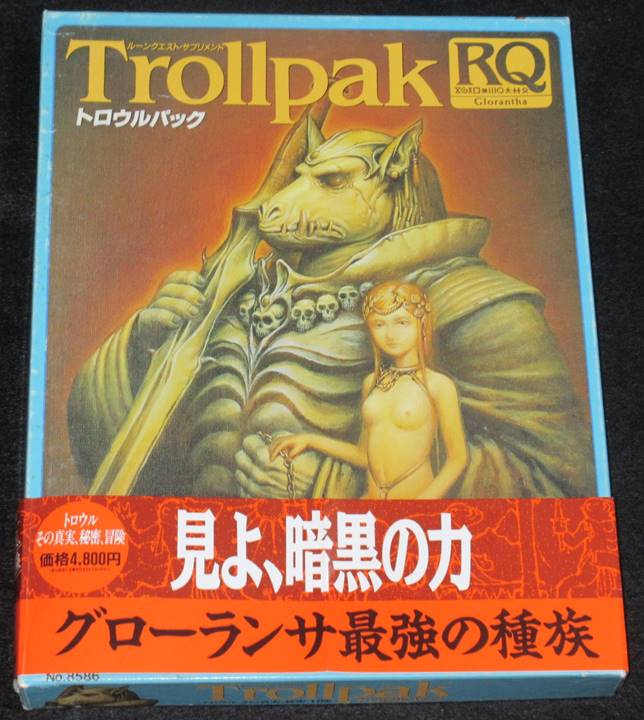 ルーンクエスト・サプリメント
Trollpak
トロウルパック
RQ
Glorantha
トロウル
その真実、秘密、冒険
価格4,800円
見よ、暗黒の力
グローランサ最強の種族
No.8586
Trollpak